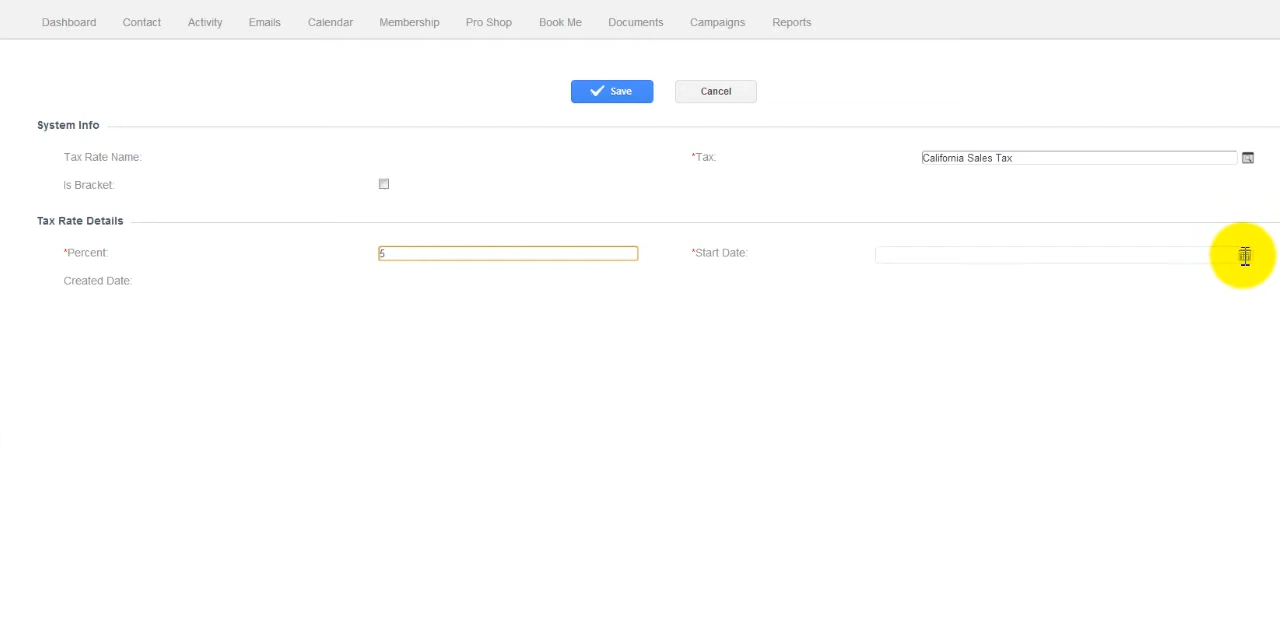 Dashboard Contact Activity Emails Calendar Membership Pro Shop Book Me Documents Campaigns Reports
Save Cancel
System Info
Tax Rate Name: *Tax: California Sales Tax
Is Bracket:
Tax Rate Details
*Percent: 5 *Start Date:
Created Date: